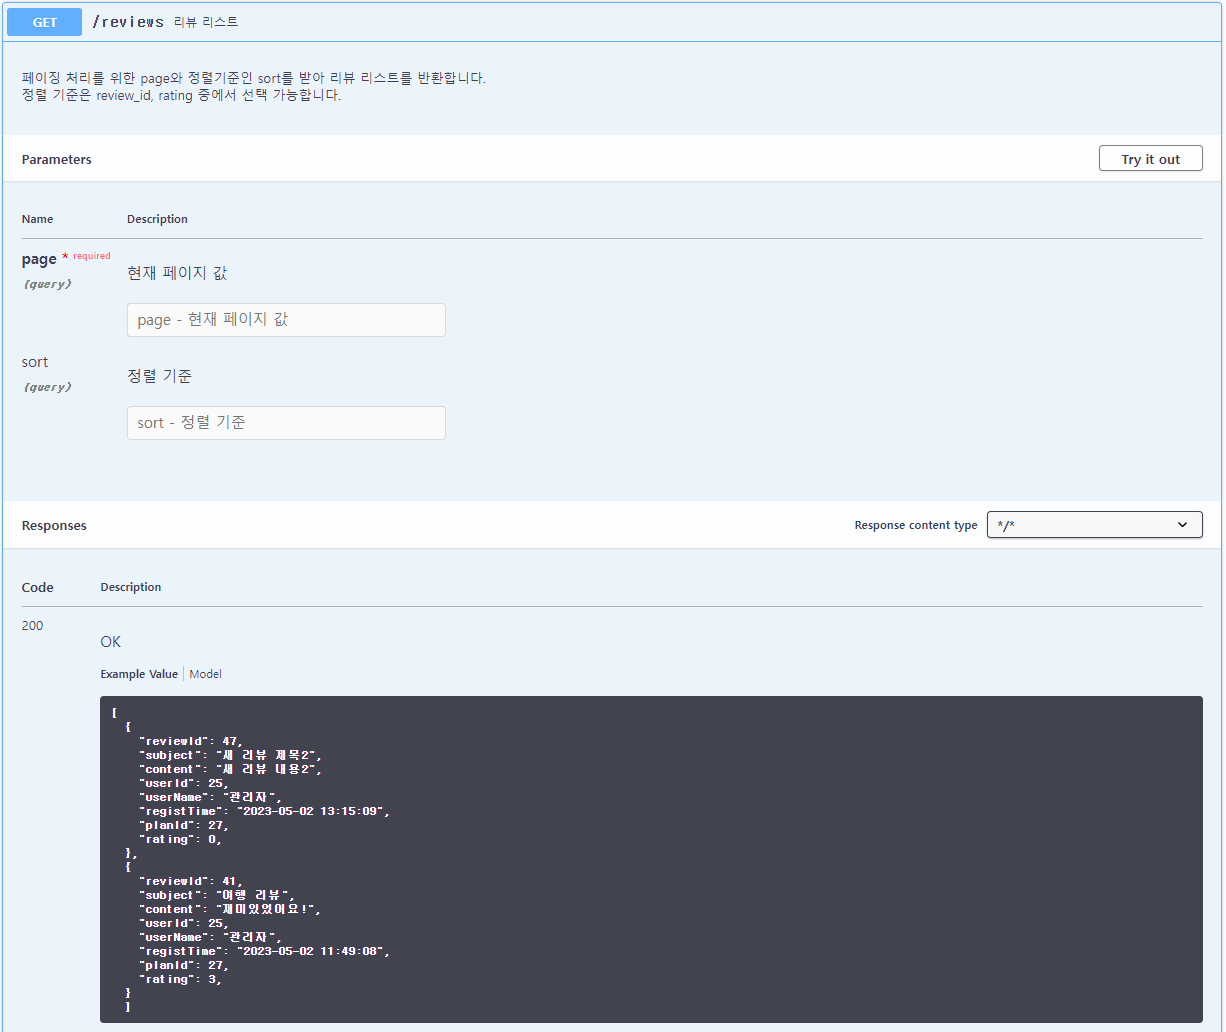 GET /reviews 리뷰 리스트
페이징 처리를 위한 page와 정렬기준인 sort를 받아 리뷰 리스트를 반환합니다.
정렬 기준은 review_id, rating 중에서 선택 가능합니다.
Parameters Try it out
Name Description
page * required
(query)
현재 페이지 값
page - 현재 페이지 값
sort
(query)
정렬 기준
sort - 정렬 기준
Responses Response content type */*
Code Description
200
OK
Example Value Model
[
  {
    "reviewId": 47,
    "subject": "새 리뷰 제목2",
    "content": "새 리뷰 내용2",
    "userId": 25,
    "userName": "관리자",
    "registTime": "2023-05-02 13:15:09",
    "planId": 27,
    "rating": 0,
  },
  {
    "reviewId": 41,
    "subject": "여행 리뷰",
    "content": "재미있었어요!",
    "userId": 25,
    "userName": "관리자",
    "registTime": "2023-05-02 11:49:08",
    "planId": 27,
    "rating": 3,
  }
  ]